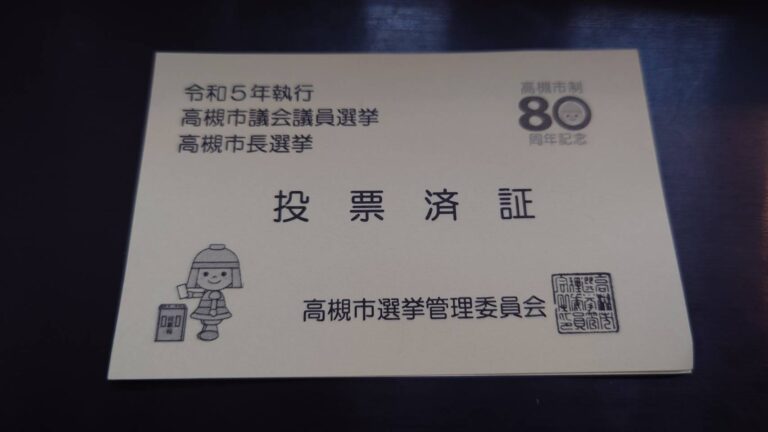 令和5年執行
高槻市議会議員選挙
高槻市長選挙
高槻市制
80
周年記念
投票済証
高槻市選挙管理委員会